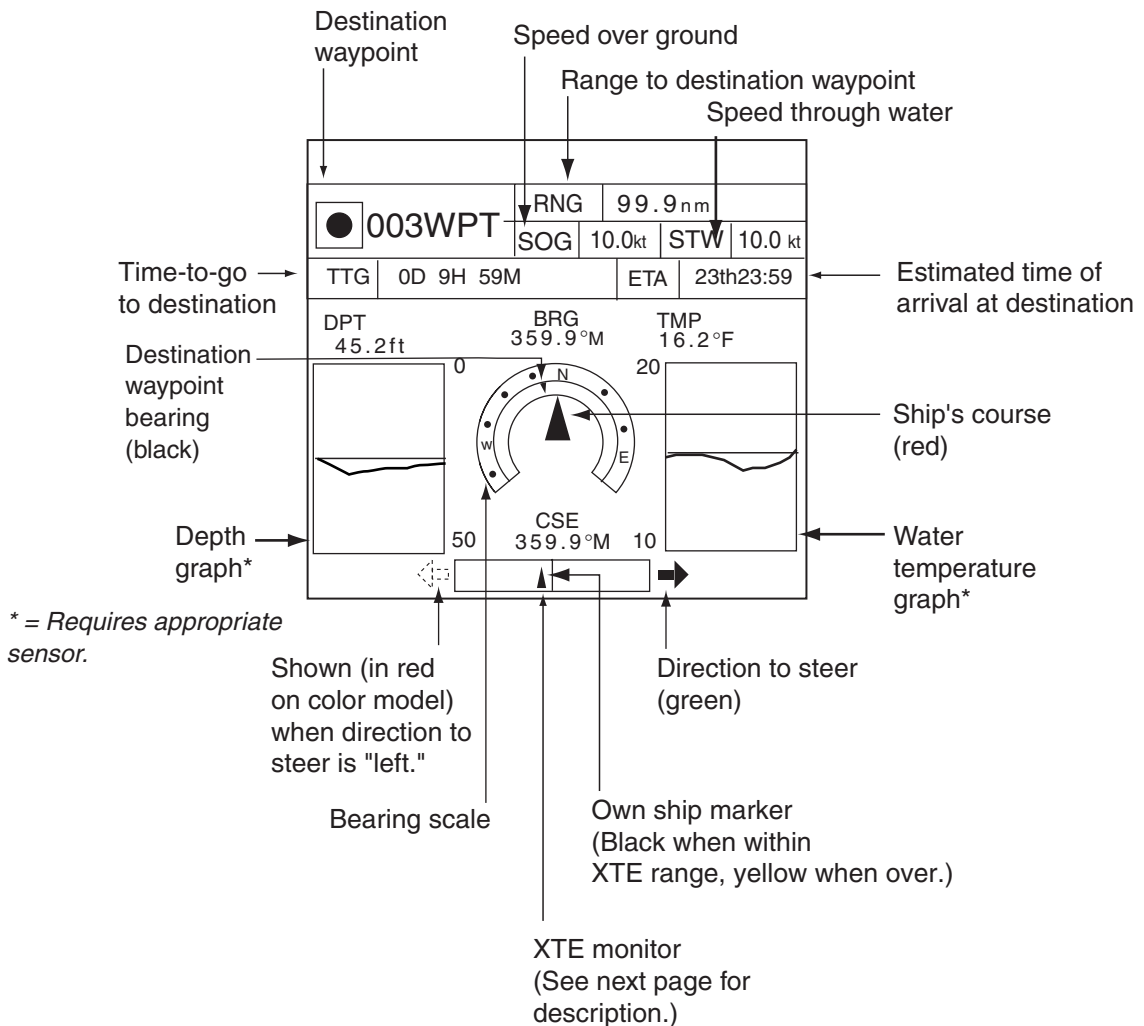 Destination
waypoint
Speed over ground
Range to destination waypoint
Speed through water
RNG 99.9nm
003WPT
SOG 10.0kt STW 10.0 kt
Time-to-go
to destination
TTG 0D 9H 59M ETA 23th23:59
Estimated time of
arrival at destination
DPT
45.2ft
BRG
359.9°M
TMP
16.2°F
Destination
waypoint
bearing
(black)
0
20
N
W
E
Ship's course
(red)
Depth
graph*
50
CSE
359.9°M
10
Water
temperature
graph*
* = Requires appropriate
sensor.
Shown (in red
on color model)
when direction to
steer is "left."
Direction to steer
(green)
Bearing scale
Own ship marker
(Black when within
XTE range, yellow when over.)
XTE monitor
(See next page for
description.)